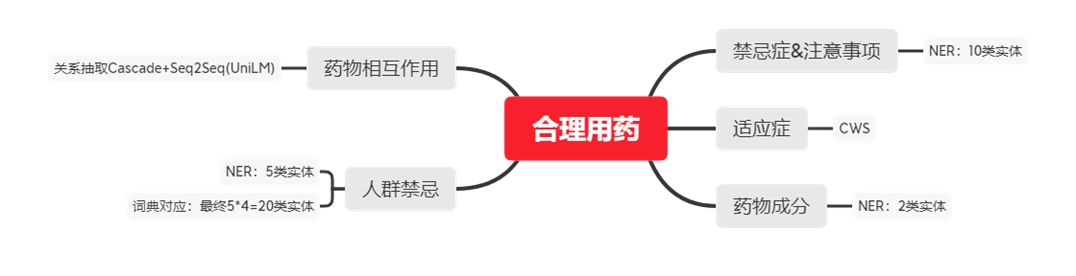 关系抽取Cascade+Seq2Seq(UniLM)
药物相互作用
NER：5类实体
词典对应：最终5*4=20类实体
人群禁忌
合理用药
禁忌症&注意事项
NER：10类实体
适应症
CWS
药物成分
NER：2类实体